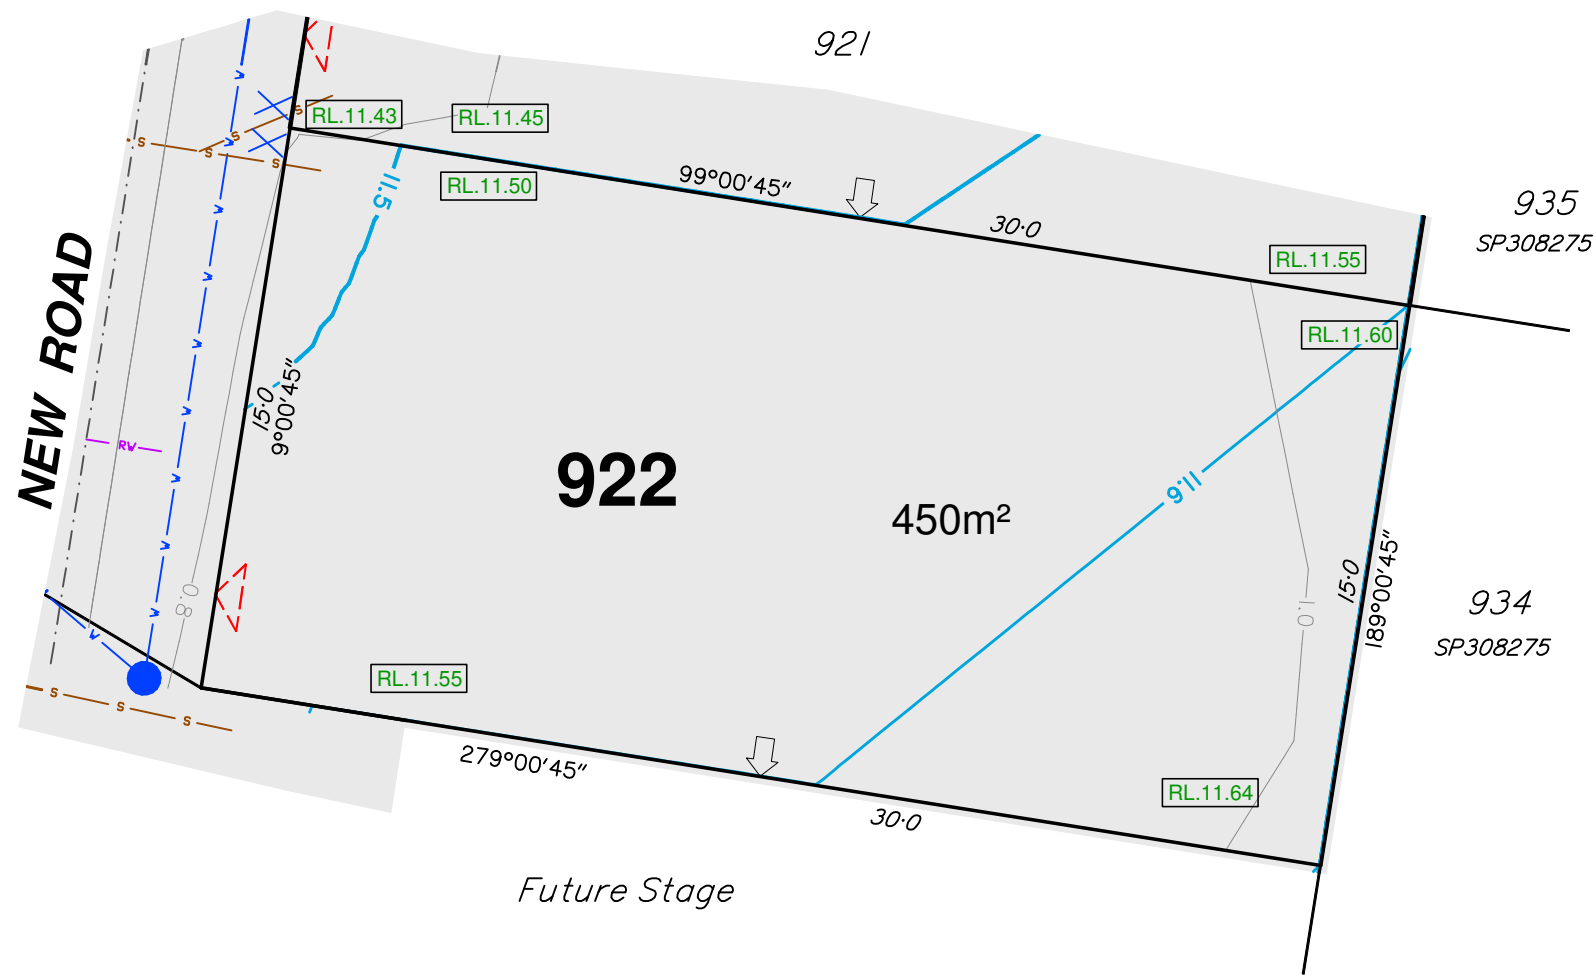 921
RL.11.43
RL.11.45
99°00'45"
RL.11.50
11.5
30·0
935
SP308275
RL.11.55
RL.11.60
NEW ROAD
15·0
9°00'45"
RW
922
450m²
11.6
0.8
1.0
15·0
189°00'45"
934
SP308275
RL.11.55
RL.11.64
279°00'45"
30·0
Future Stage
S
S
S
S
S
W
W
W
W
W
W
W
W
W
W
S
S
S